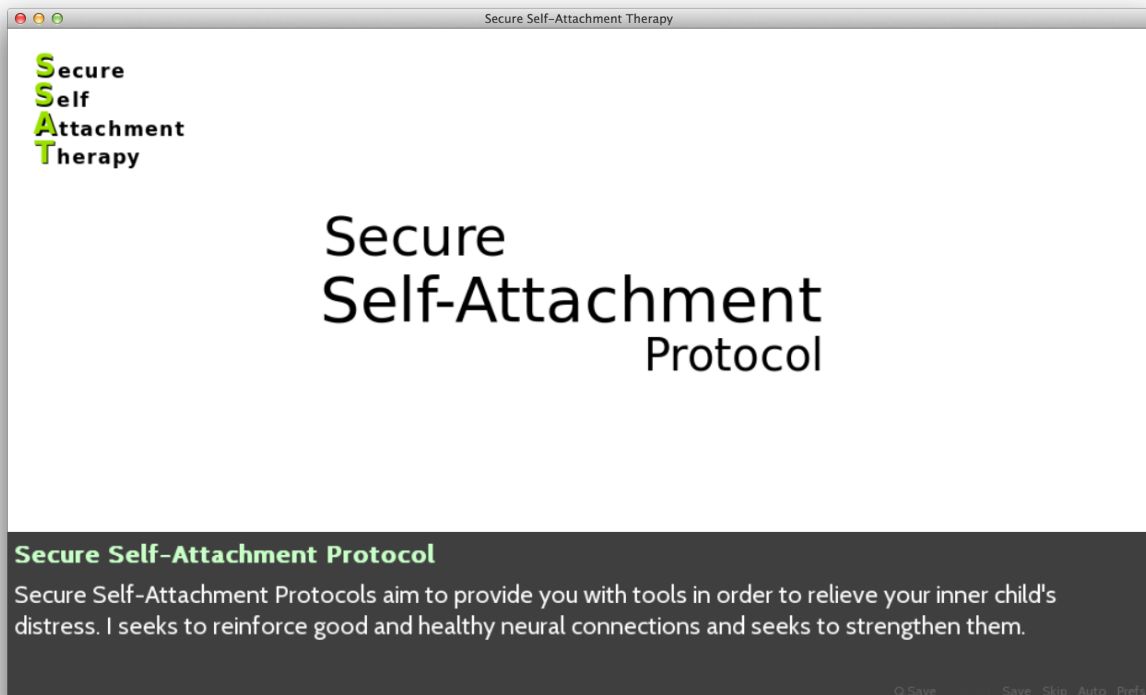 Secure Self-Attachment Therapy
Secure
Self
Attachment
Therapy
Secure
Self-Attachment
Protocol
Secure Self-Attachment Protocol
Secure Self-Attachment Protocols aim to provide you with tools in order to relieve your inner child's
distress. I seeks to reinforce good and healthy neural connections and seeks to strengthen them.
Q Save Save Skip Auto